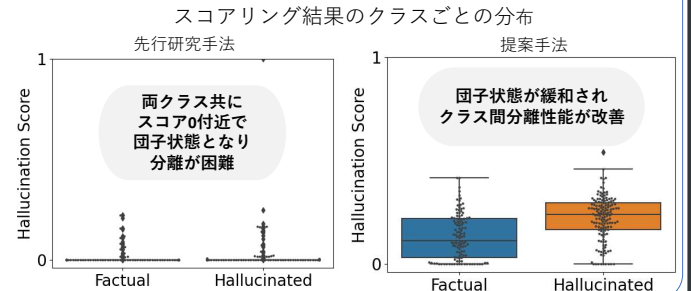 スコアリング結果のクラスごとの分布
先行研究手法
1
Hallucination Score
両クラス共に
スコア0付近で
団子状態となり
分離が困難
0
Factual
Hallucinated
提案手法
1
Hallucination Score
団子状態が緩和され
クラス間分離性能が改善
0
Factual
Hallucinated